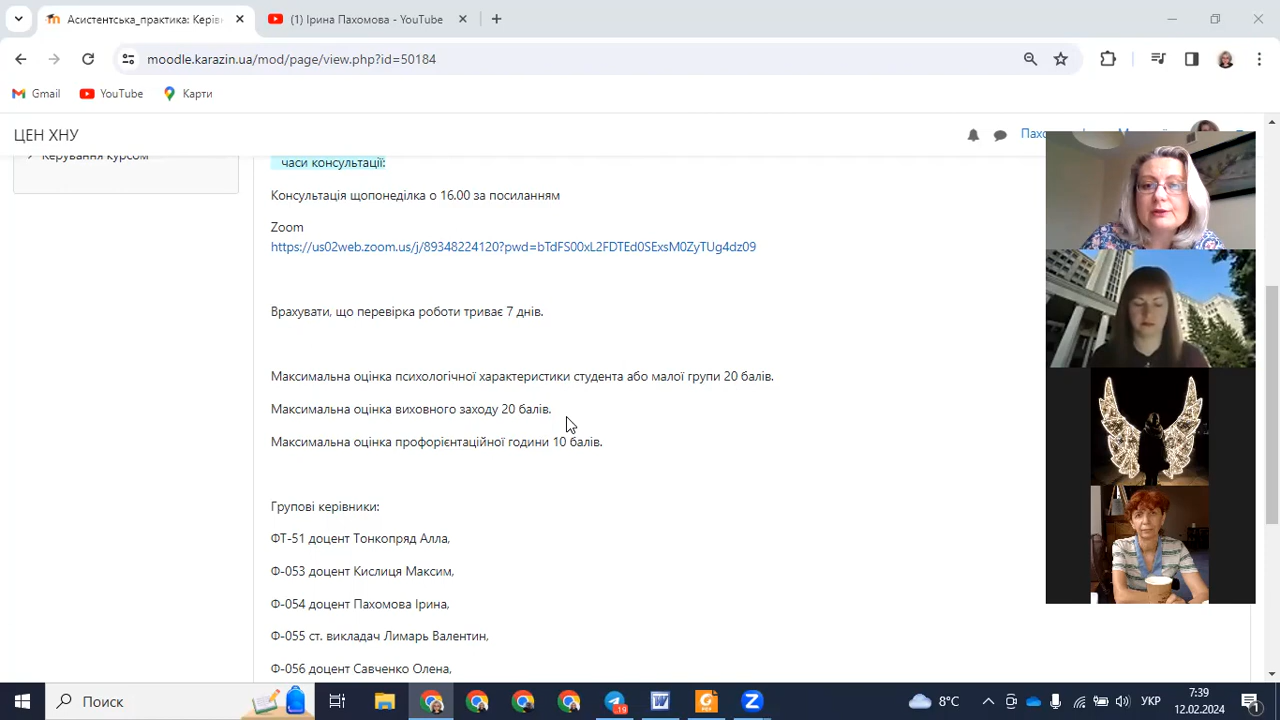 Асистентська_практика: Керівн
(1) Ірина Пахомова - YouTube
moodle.karazin.ua/mod/page/view.php?id=50184
Gmail
YouTube
Карти
ЦЕН ХНУ
Керування курсом
часи консультації:
Консультація щопонеділка о 16.00 за посиланням
Zoom
https://us02web.zoom.us/j/89348224120?pwd=bTdFS00xL2FDTEd0SExsM0ZyTUg4dz09
Врахувати, що перевірка роботи триває 7 днів.
Максимальна оцінка психологічної характеристики студента або малої групи 20 балів.
Максимальна оцінка виховного заходу 20 балів.
Максимальна оцінка профорієнтаційної години 10 балів.
Групові керівники:
ФТ-51 доцент Тонкопряд Алла,
Ф-053 доцент Кислиця Максим,
Ф-054 доцент Пахомова Ірина,
Ф-055 ст. викладач Лимарь Валентин,
Ф-056 доцент Савченко Олена,
Поиск
19
8°C
УКР
7:39
12.02.2024
1